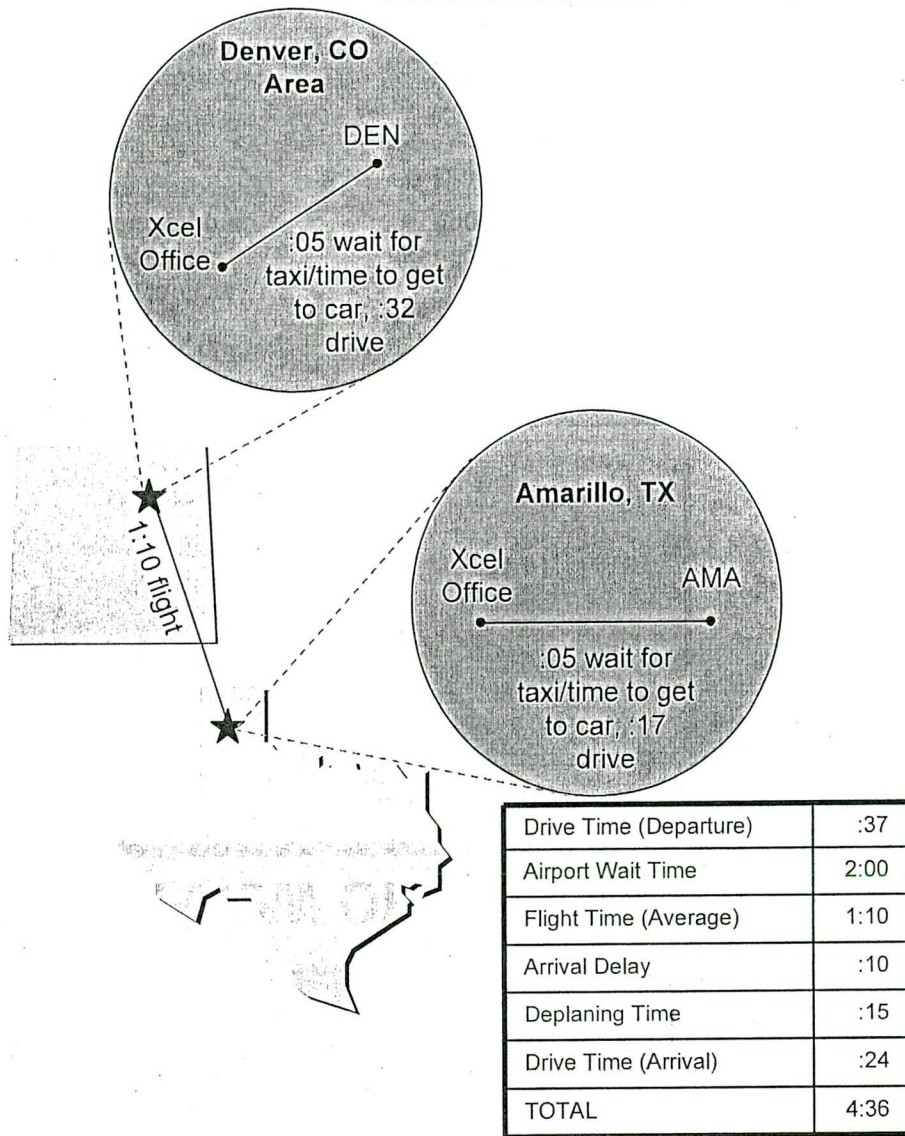 Denver, CO
Area
DEN
Xcel
Office
:05 wait for
taxi/time to get
to car, :32
drive
1:10 flight
Amarillo, TX
Xcel
Office
AMA
:05 wait for
taxi/time to get
to car, :17
drive
Drive Time (Departure) :37
Airport Wait Time 2:00
Flight Time (Average) 1:10
Arrival Delay :10
Deplaning Time :15
Drive Time (Arrival) :24
TOTAL 4:36